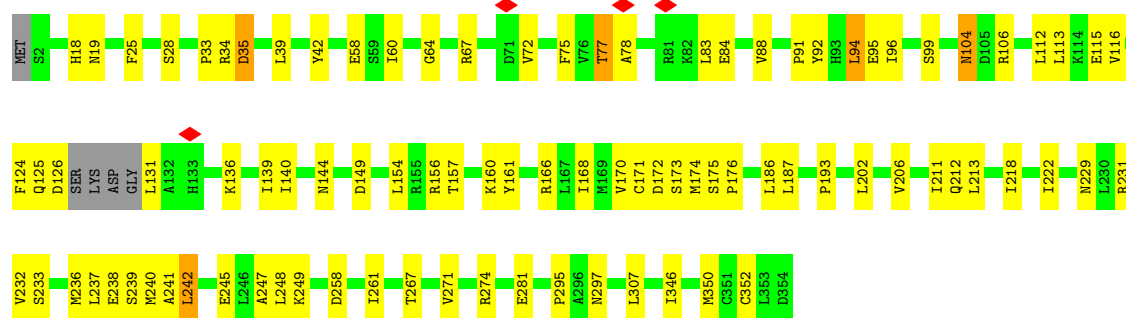 MET S2 H18 N19 F25 S28 P33 R34 D35 L39 Y42 E58 S59 I60 G64 R67 D71 V72 F75 V76 T77 A78 R81 K82 L83 E84 V88 P91 Y92 H93 L94 E95 I96 S99 N104 D105 R106 L112 L113 K114 E115 V116
F124 Q125 D126 SER LYS ASP GLY L131 A132 H133 K136 I139 I140 N144 D149 L154 R155 R156 T157 K160 Y161 R166 L167 I168 M169 V170 C171 D172 S173 M174 S175 P176 L186 L187 P193 L202 V206 I211 Q212 L213 I218 I222 N229 L230 R231
V232 S233 M236 L237 E238 S239 M240 A241 L242 E245 L246 A247 L248 K249 D258 I261 T267 V271 R274 E281 P295 A296 N297 L307 I346 M350 C351 C352 L353 D354